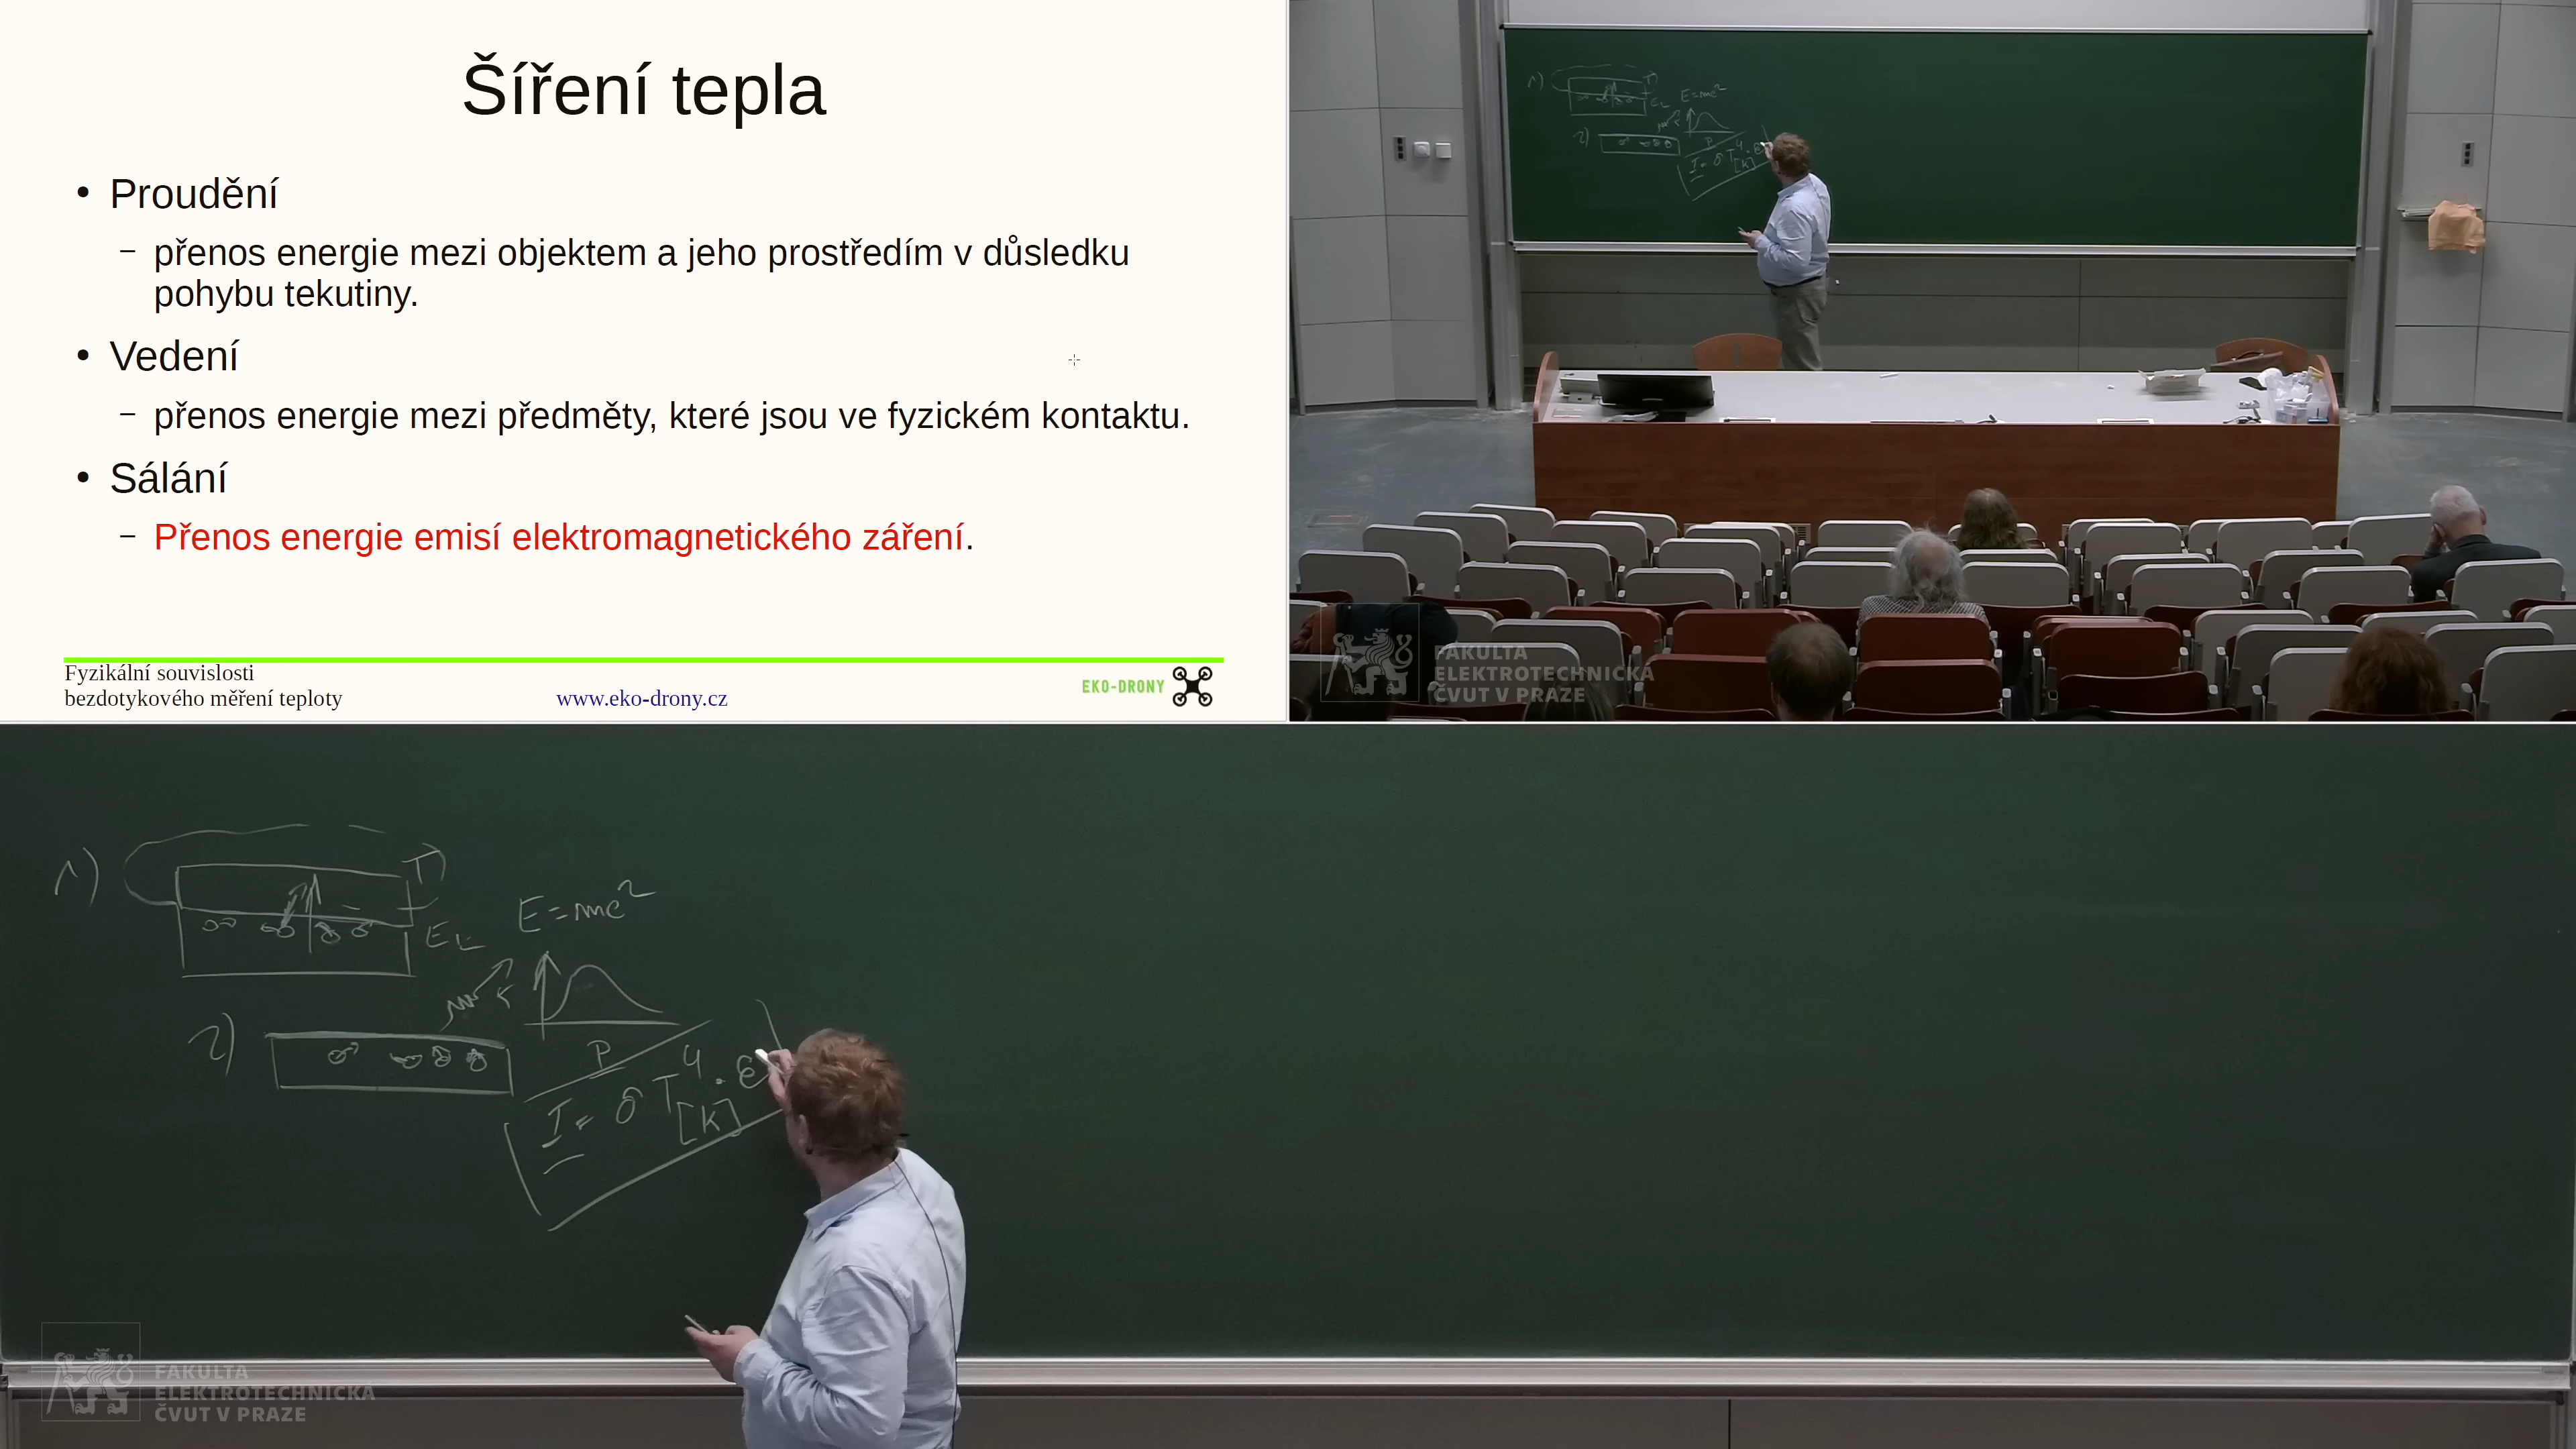 Šíření tepla
• Proudění
– přenos energie mezi objektem a jeho prostředím v důsledku
pohybu tekutiny.
• Vedení
– přenos energie mezi předměty, které jsou ve fyzickém kontaktu.
• Sálání
– Přenos energie emisí elektromagnetického záření.
Fyzikální souvislosti
bezdotykového měření teploty
www.eko-drony.cz
EKO-DRONY
FAKULTA
ELEKTROTECHNICKÁ
ČVUT V PRAZE
1)
T
E = mc²
2)
P
I = σ T⁴ · ε
[K]
FAKULTA
ELEKTROTECHNICKÁ
ČVUT V PRAZE